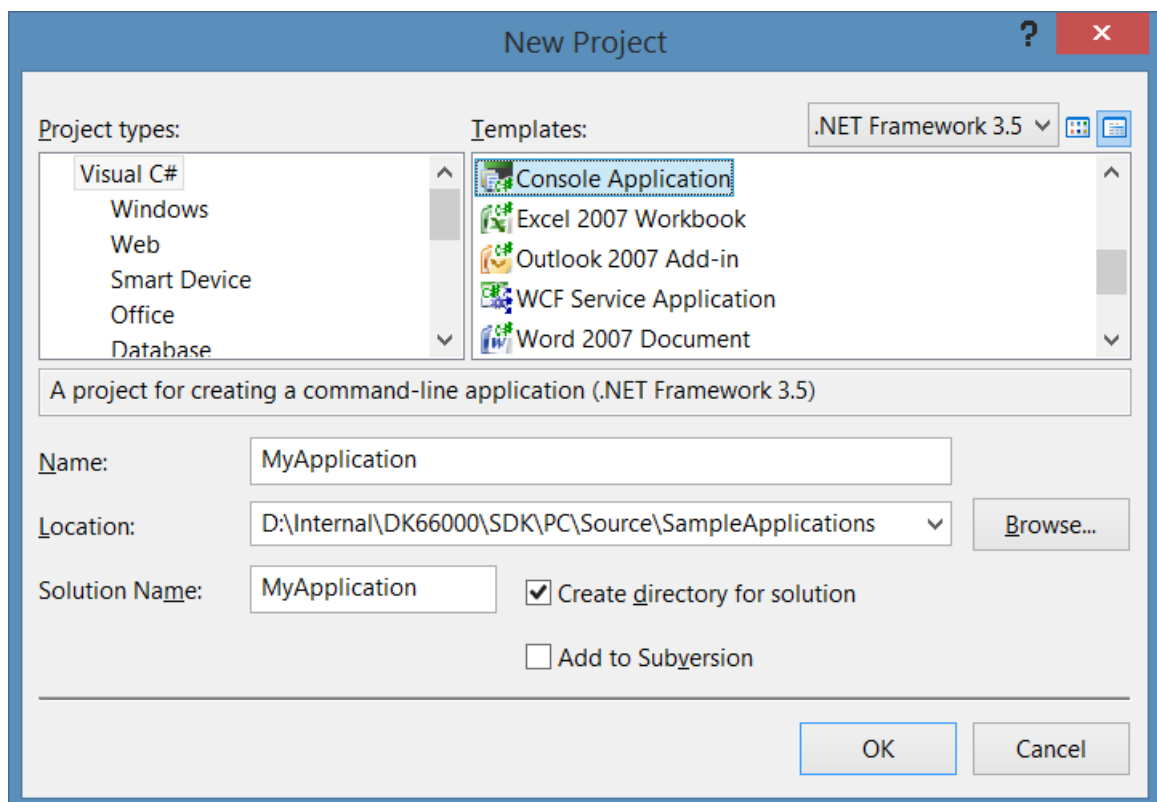 New Project
?
Project types:
Templates:
.NET Framework 3.5
Visual C#
Windows
Web
Smart Device
Office
Database
Console Application
Excel 2007 Workbook
Outlook 2007 Add-in
WCF Service Application
Word 2007 Document
A project for creating a command-line application (.NET Framework 3.5)
Name:
MyApplication
Location:
D:\Internal\DK66000\SDK\PC\Source\SampleApplications
Browse...
Solution Name:
MyApplication
Create directory for solution
Add to Subversion
OK
Cancel